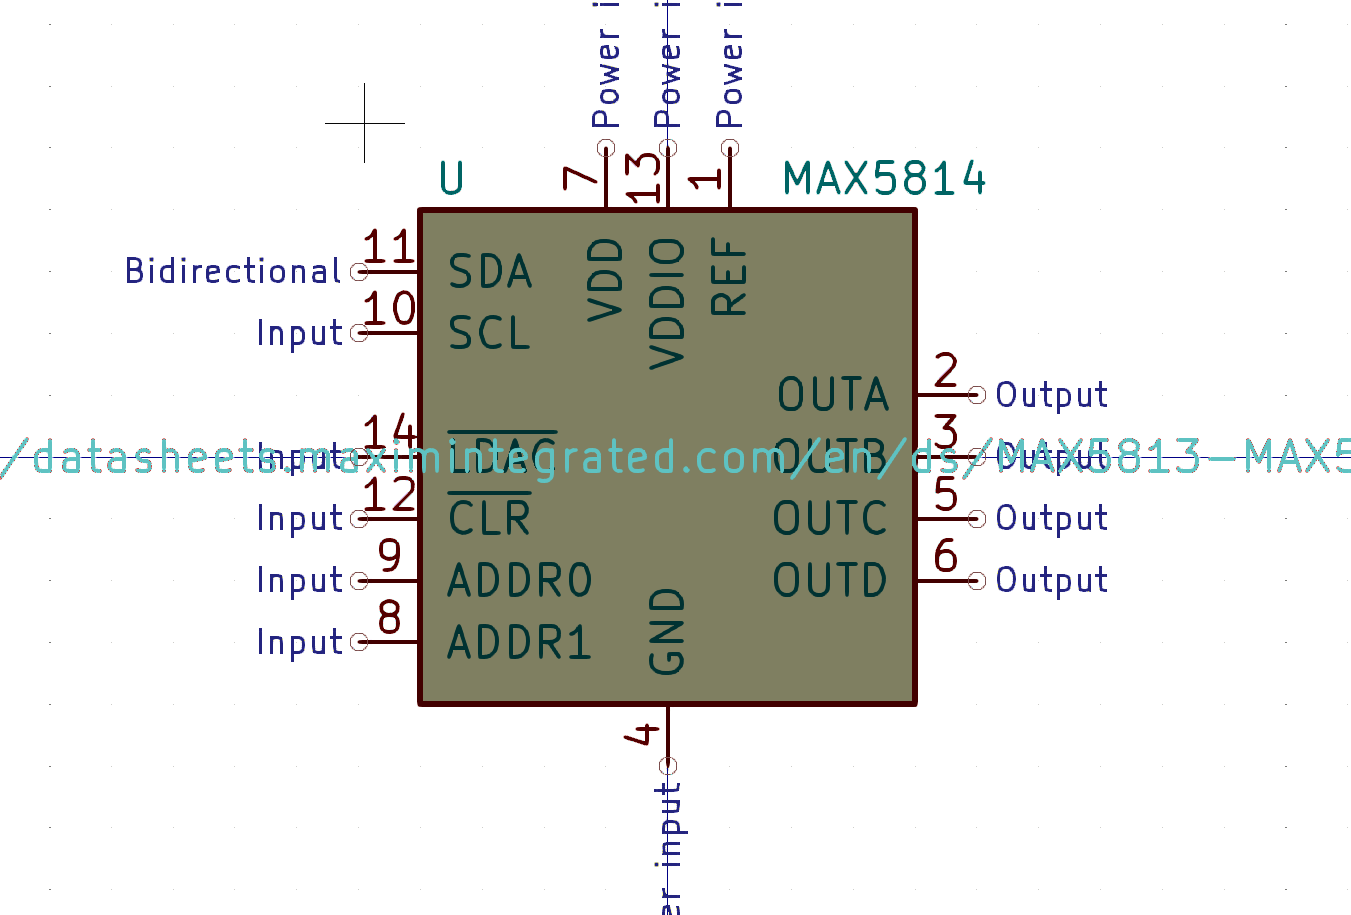 Power i
Power i
Power i
7
13
1
U
MAX5814
VDD
VDDIO
REF
Bidirectional
11
SDA
Input
10
SCL
2
OUTA
Output
Input
14
LDAC
3
OUTB
Output
/datasheets.maximintegrated.com/en/ds/MAX5813-MAX5
Input
12
CLR
5
OUTC
Output
Input
9
ADDR0
6
OUTD
Output
Input
8
ADDR1
GND
4
er input